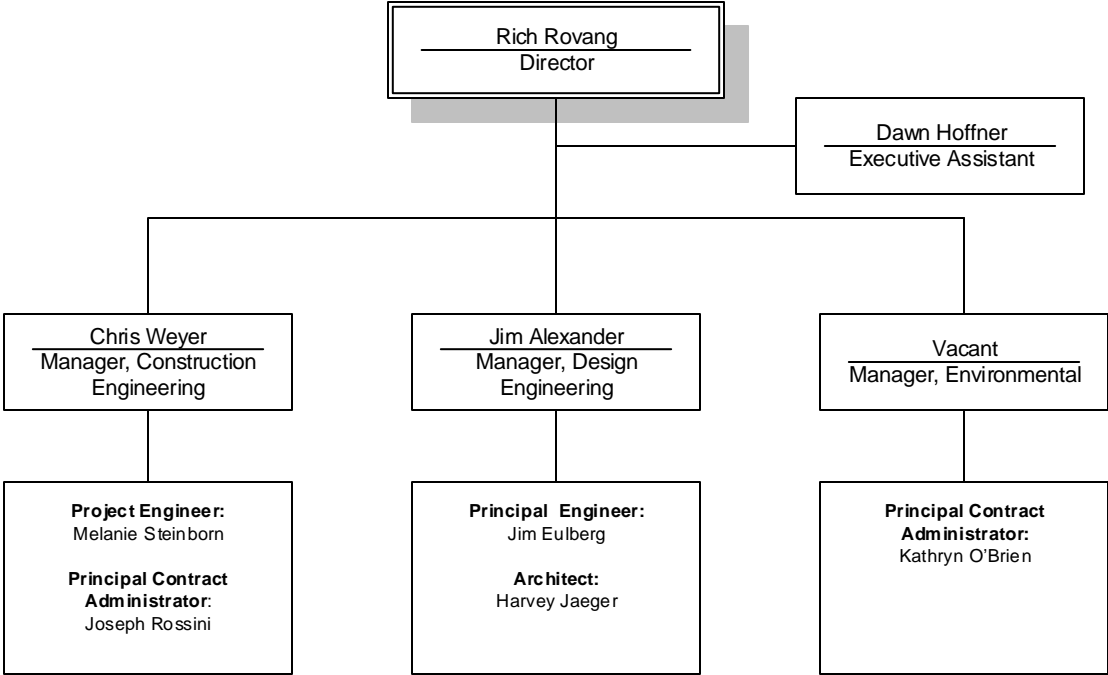 Rich Rovang
Director
Dawn Hoffner
Executive Assistant
Chris Weyer
Manager, Construction
Engineering
Jim Alexander
Manager, Design
Engineering
Vacant
Manager, Environmental
Project Engineer:
Melanie Steinborn
Principal Contract
Administrator:
Joseph Rossini
Principal Engineer:
Jim Eulberg
Architect:
Harvey Jaeger
Principal Contract
Administrator:
Kathryn O'Brien